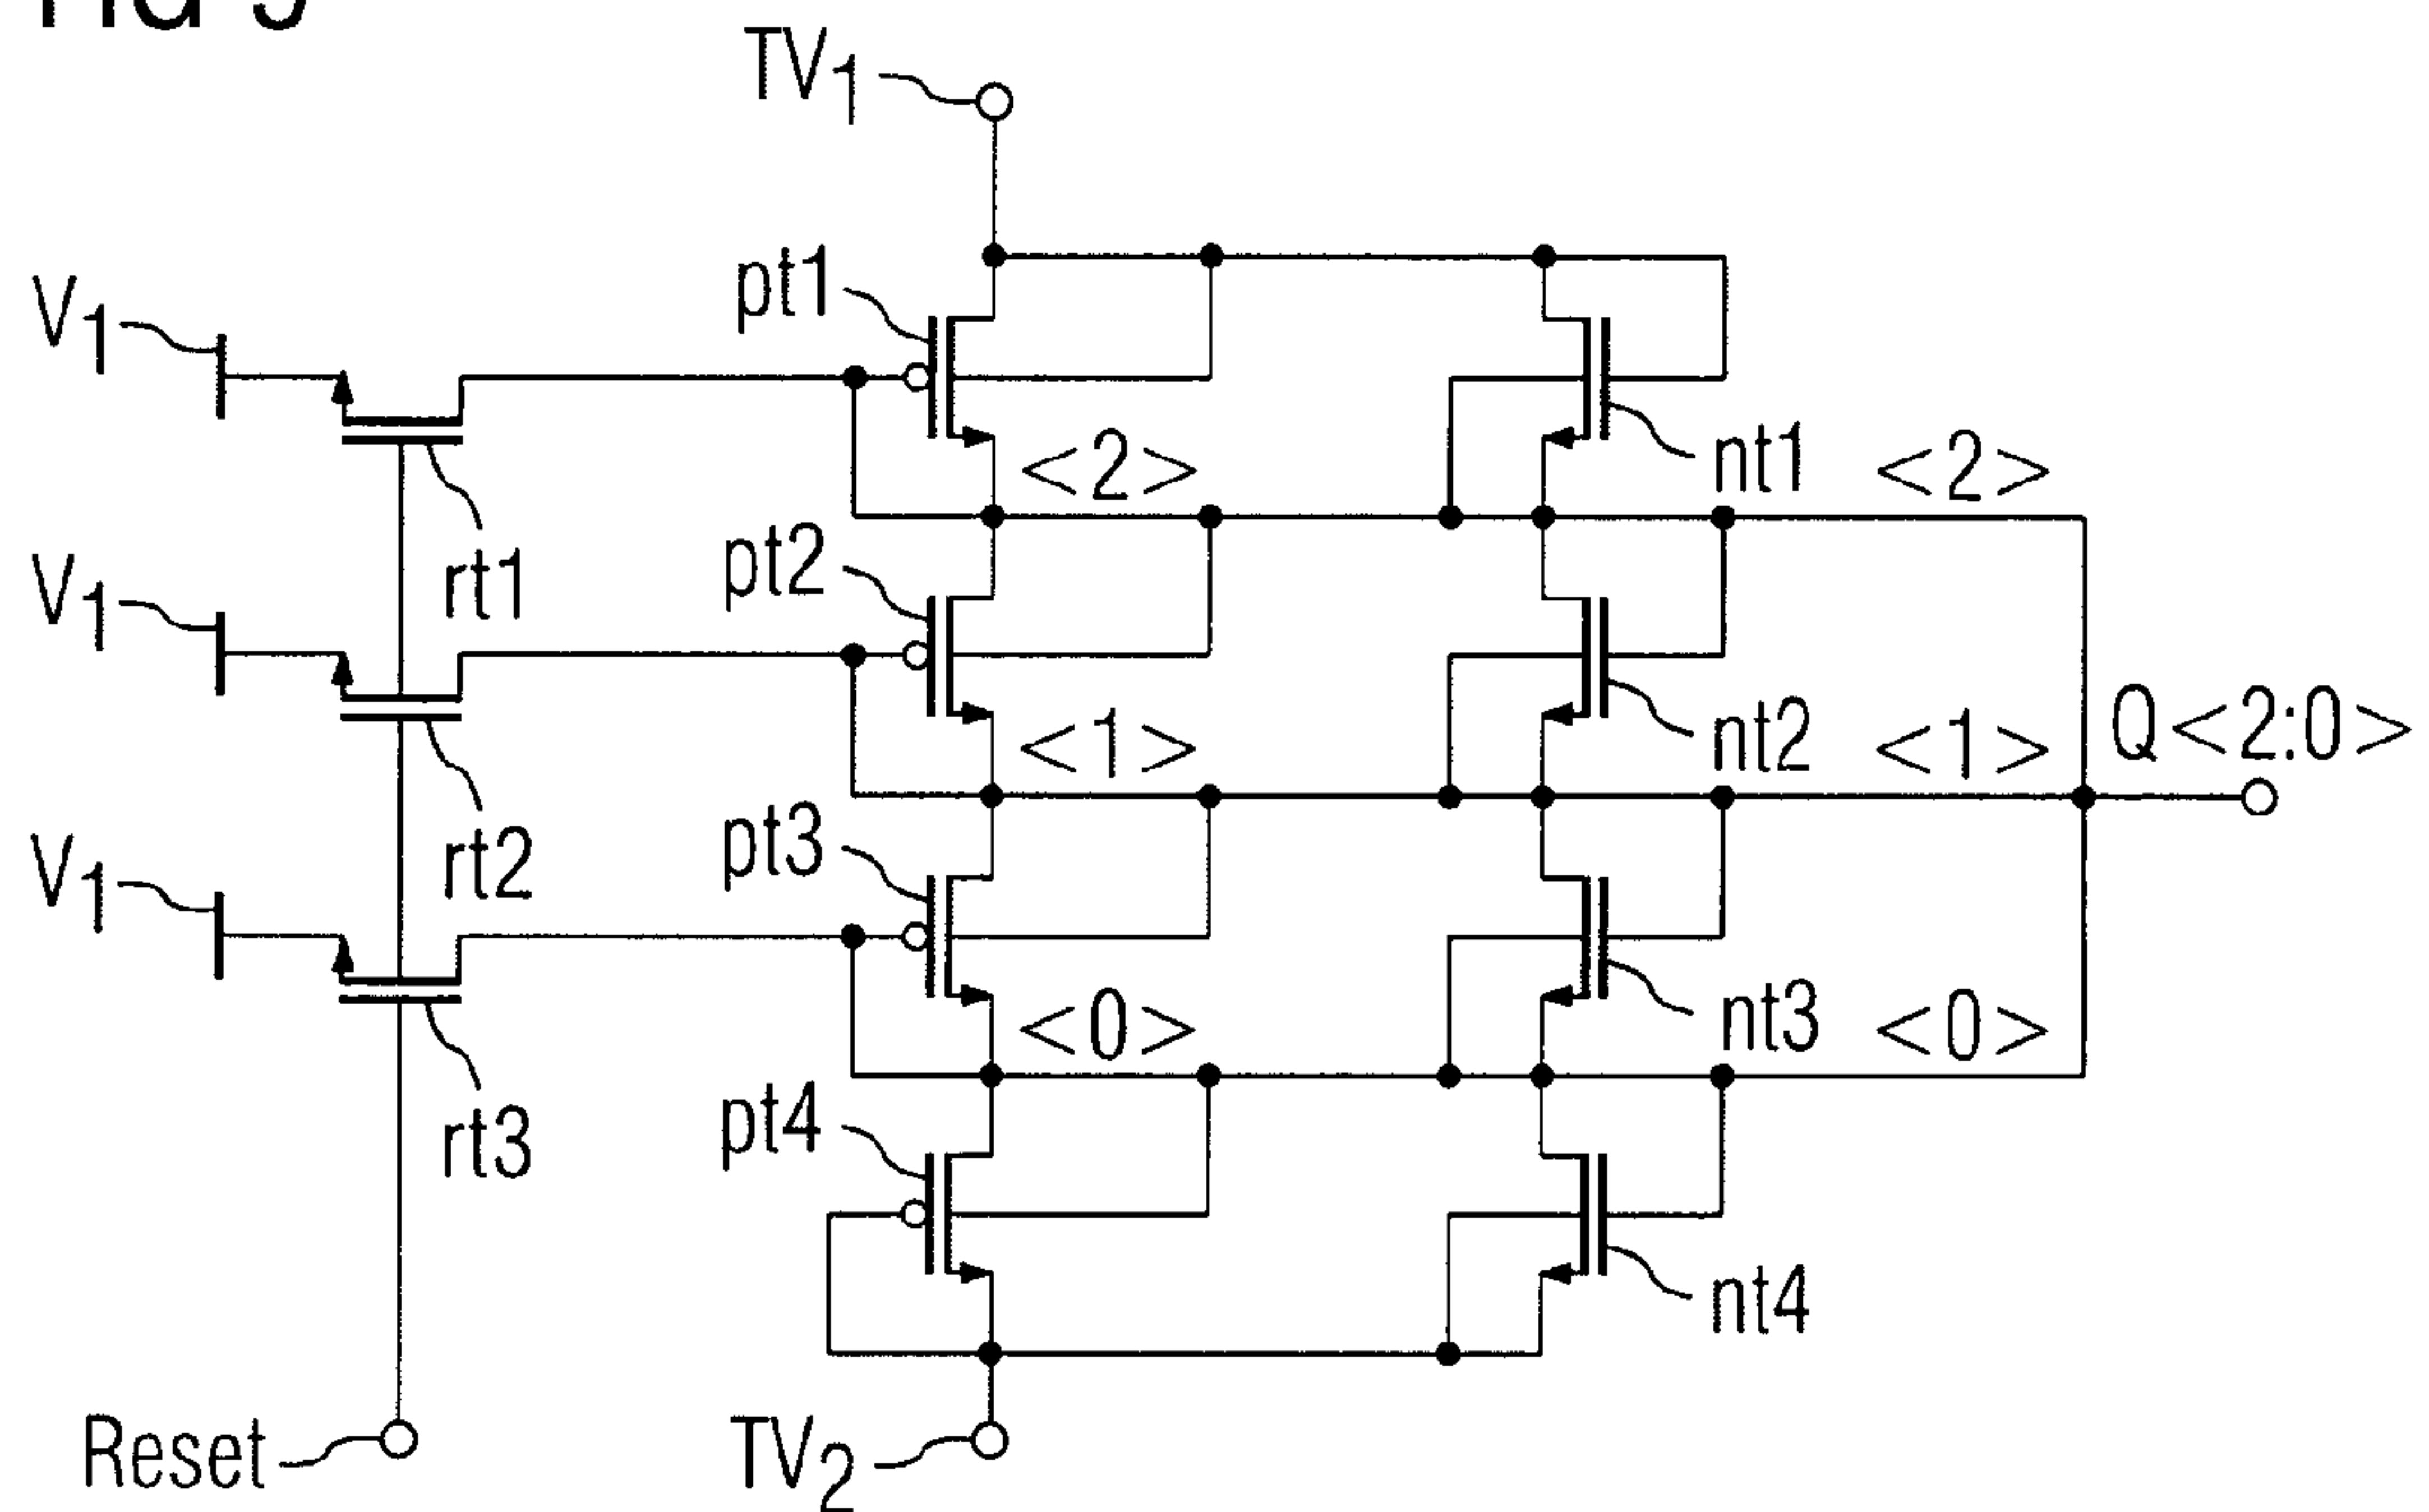 TV1
pt1
V1
<2>
nt1
<2>
rt1
pt2
V1
<1>
nt2
<1>
Q<2:0>
rt2
pt3
V1
<0>
nt3
<0>
rt3
pt4
nt4
Reset
TV2